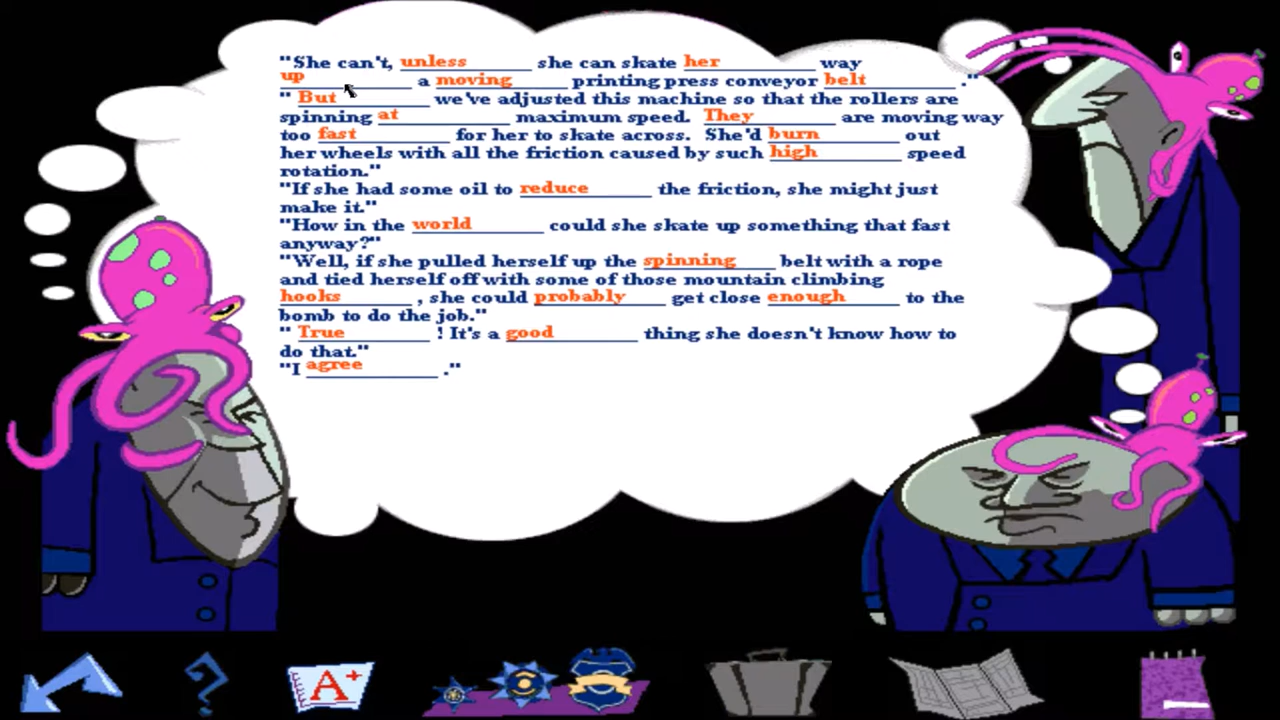 "She can't, unless she can skate her way
up a moving printing press conveyor belt ."
" But we've adjusted this machine so that the rollers are
spinning at maximum speed. They are moving way
too fast for her to skate across. She'd burn out
her wheels with all the friction caused by such high speed
rotation."
"If she had some oil to reduce the friction, she might just
make it."
"How in the world could she skate up something that fast
anyway?"
"Well, if she pulled herself up the spinning belt with a rope
and tied herself off with some of those mountain climbing
hooks , she could probably get close enough to the
bomb to do the job."
" True ! It's a good thing she doesn't know how to
do that."
"I agree ."
A+